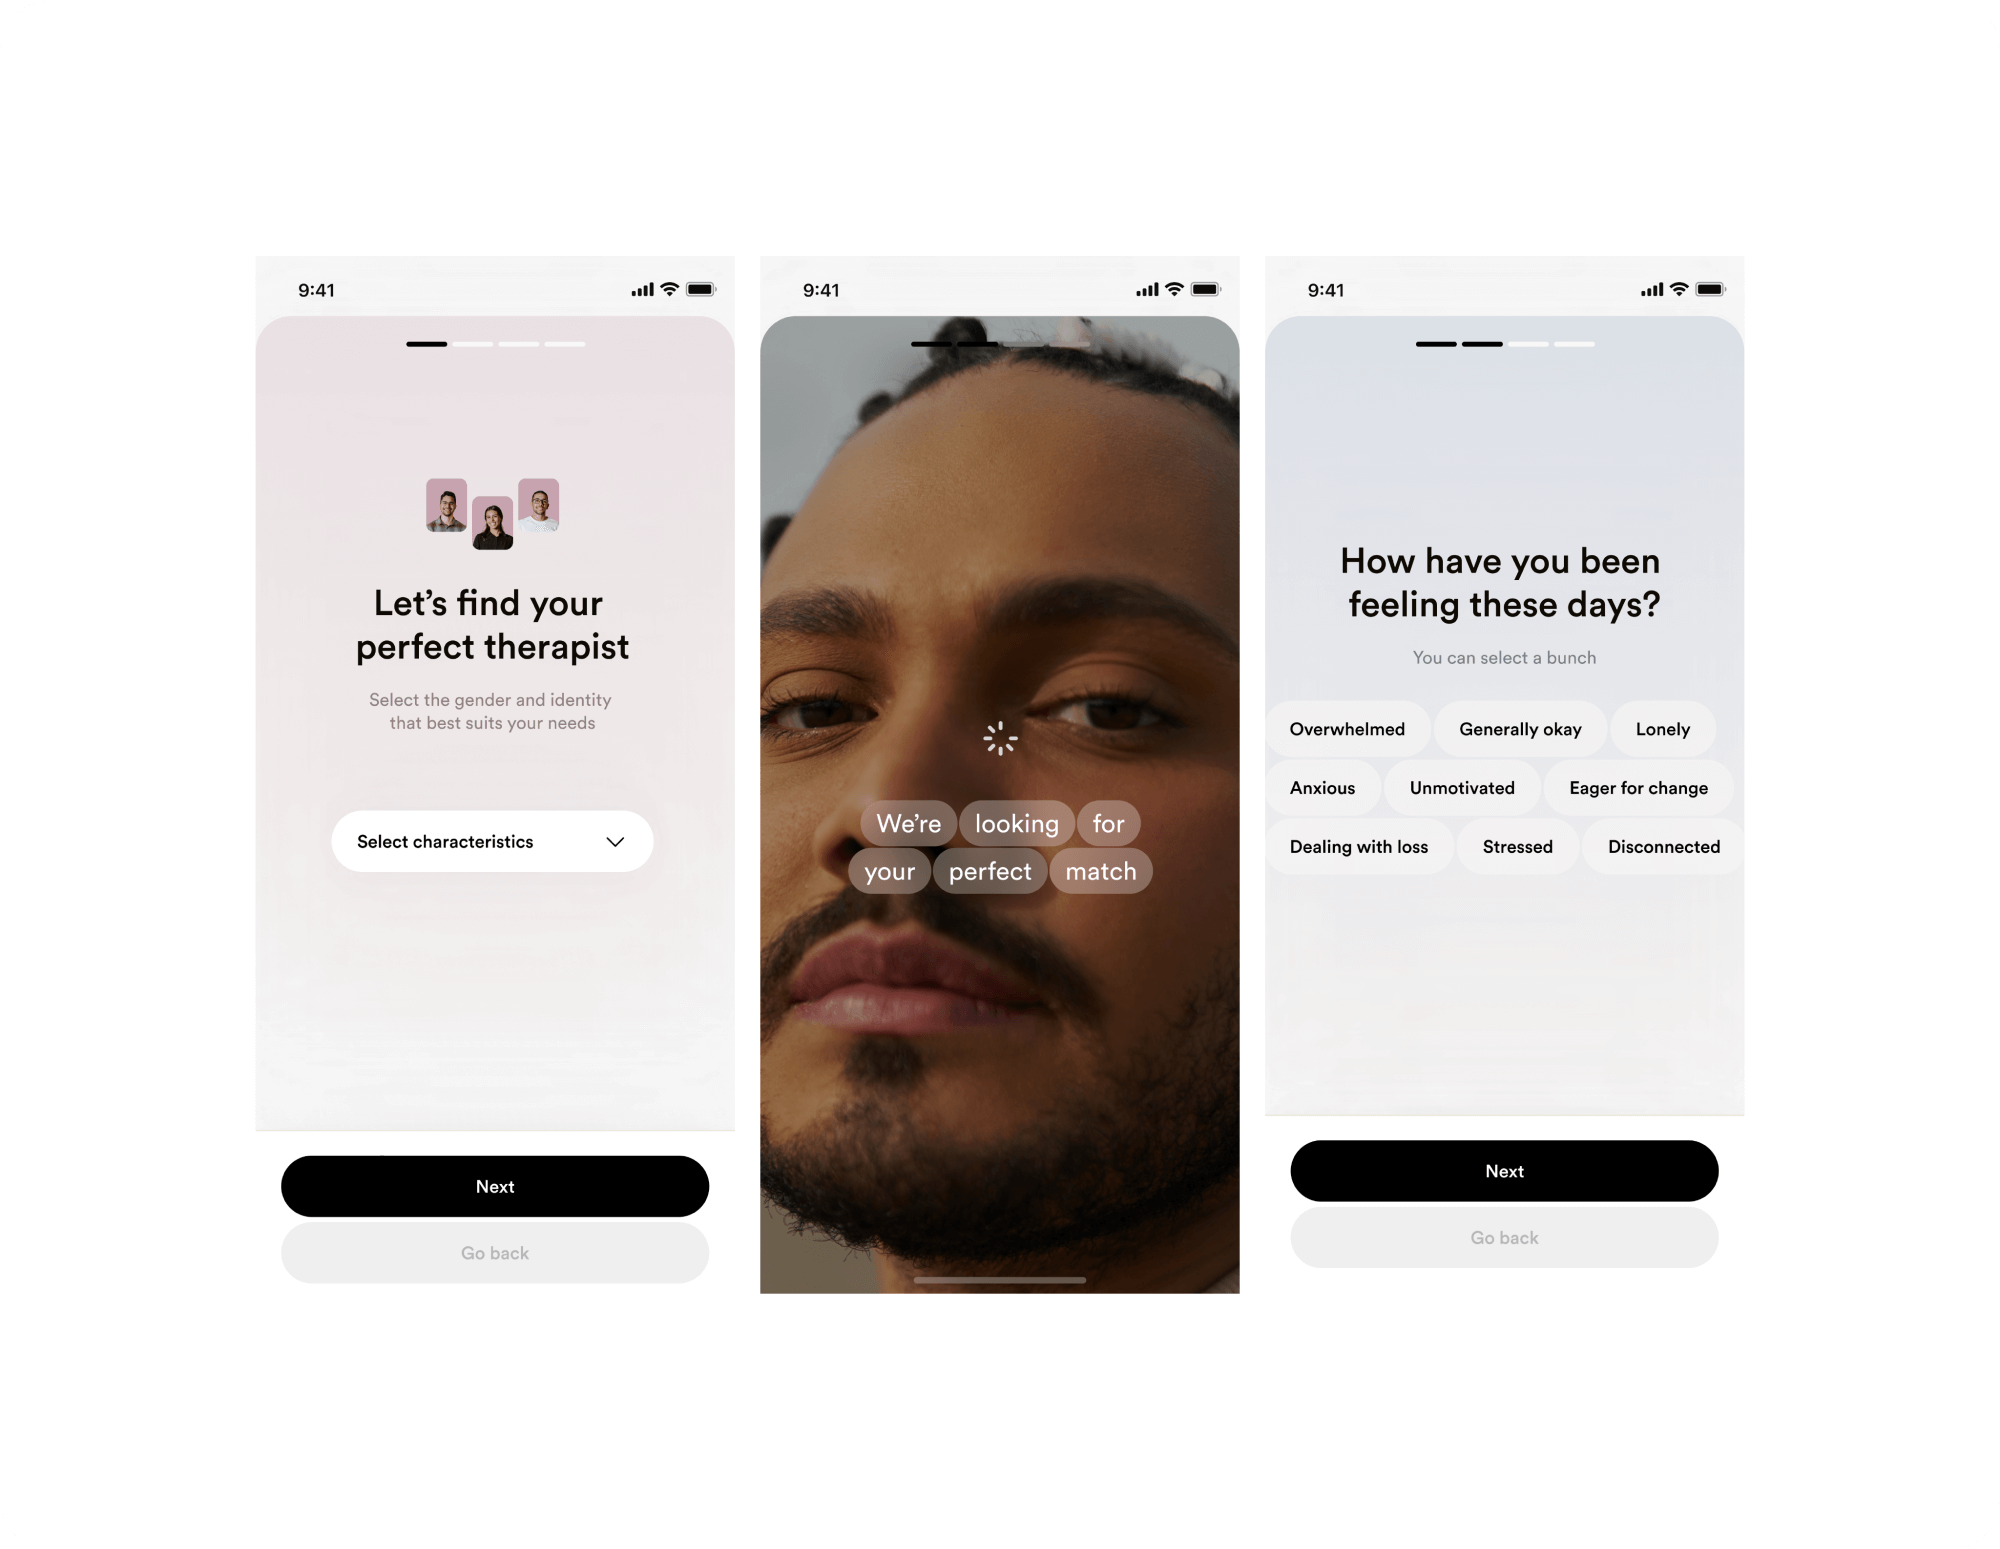 9:41
Let’s find your
perfect therapist
Select the gender and identity
that best suits your needs
Select characteristics
Next
Go back
9:41
We’re looking for
your perfect match
9:41
How have you been
feeling these days?
You can select a bunch
Overwhelmed Generally okay Lonely
Anxious Unmotivated Eager for change
Dealing with loss Stressed Disconnected
Next
Go back